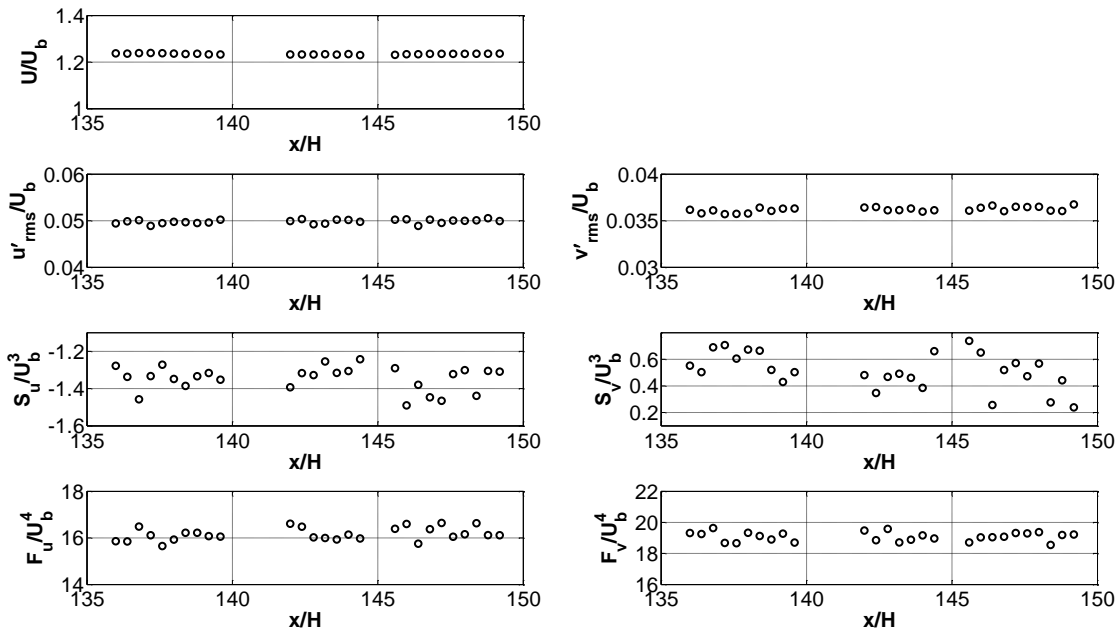 1.4
1.2
1
U/U_b
135 140 145 150
x/H
0.06
0.05
0.04
u'_rms/U_b
135 140 145 150
x/H
0.04
0.035
0.03
v'_rms/U_b
135 140 145 150
x/H
-1.2
-1.4
-1.6
S_u/U_b^3
135 140 145 150
x/H
0.6
0.4
0.2
S_v/U_b^3
135 140 145 150
x/H
18
16
14
F_u/U_b^4
135 140 145 150
x/H
22
20
18
16
F_v/U_b^4
135 140 145 150
x/H